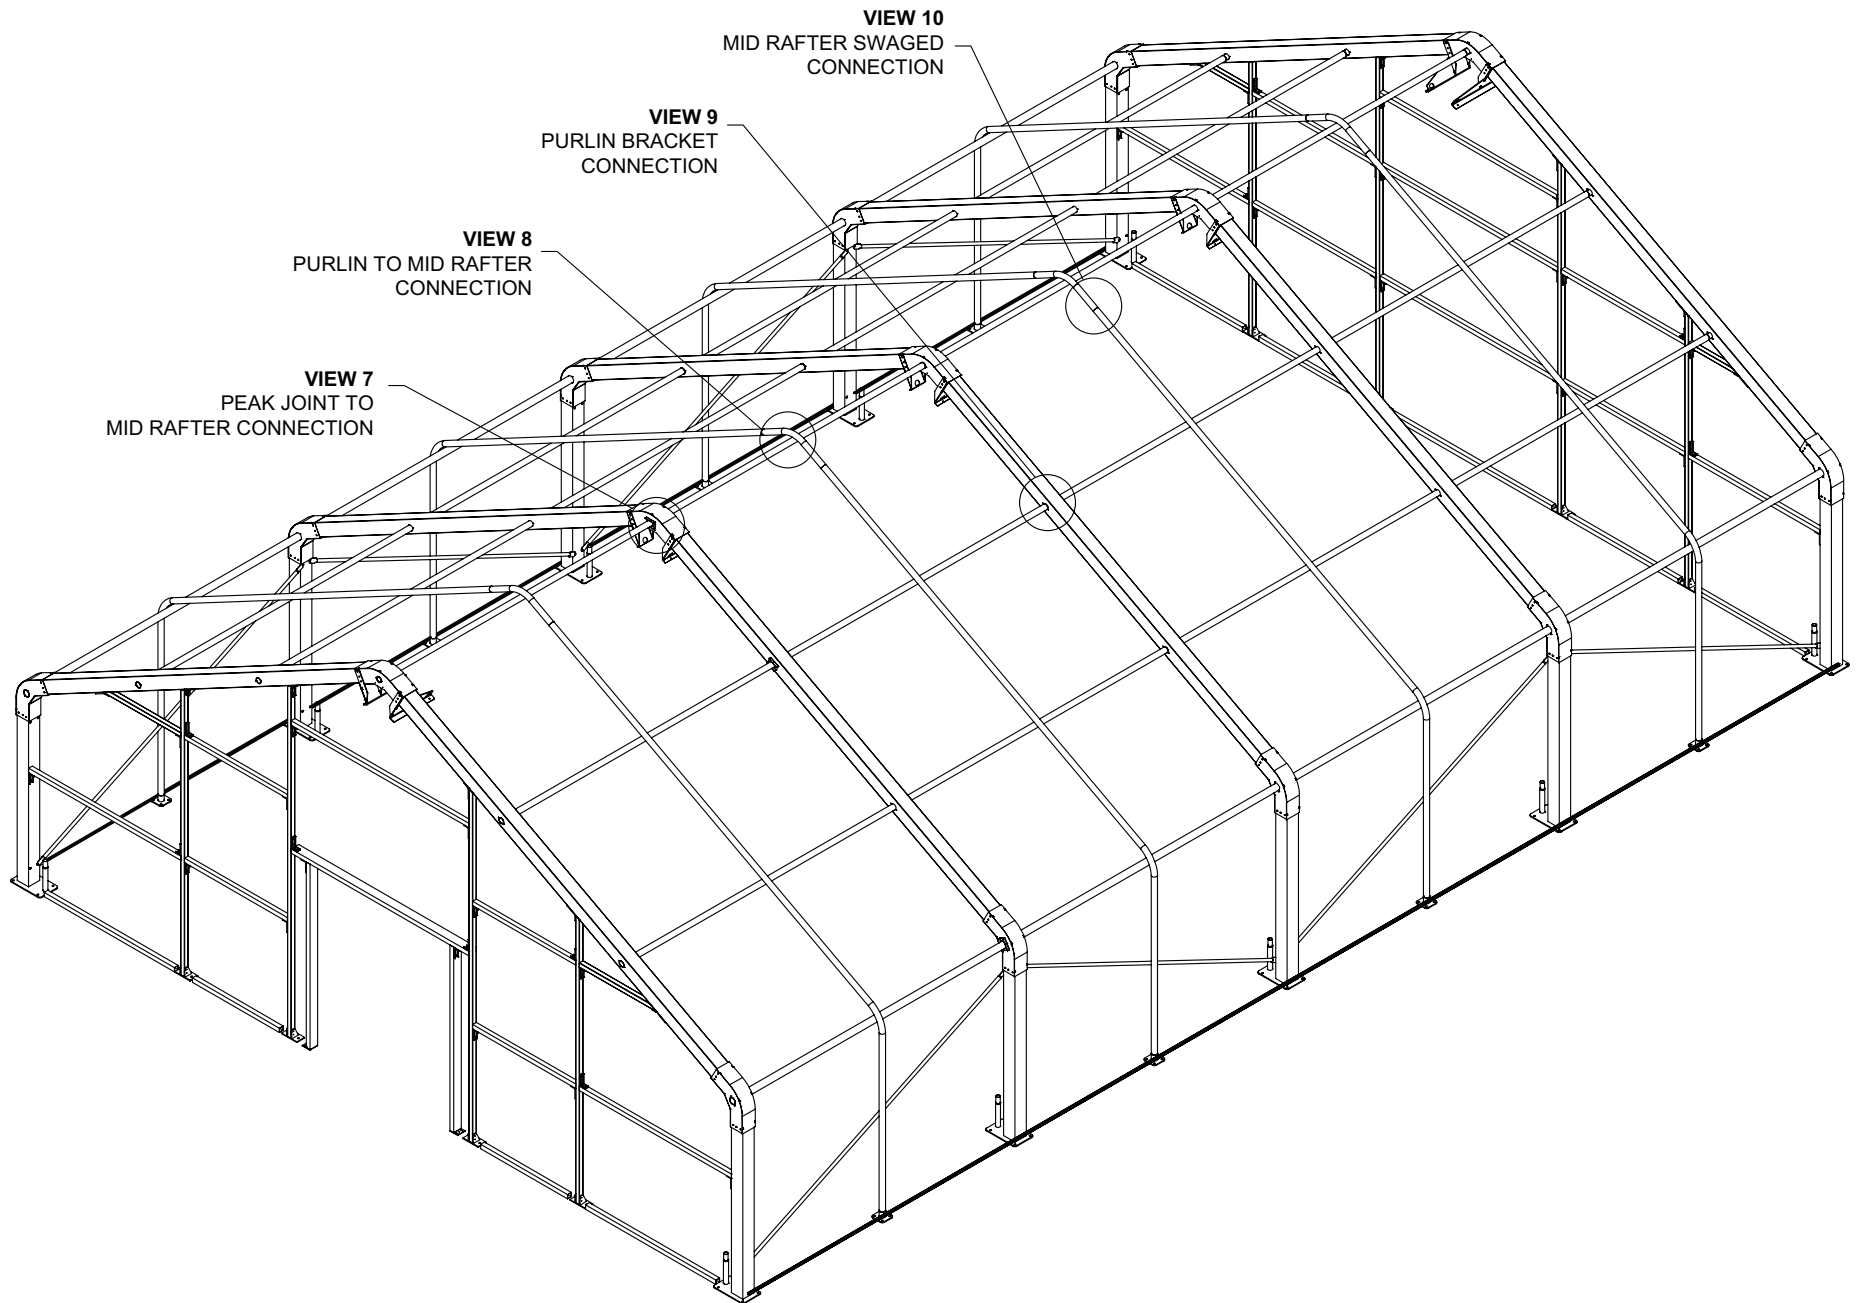 VIEW 10
MID RAFTER SWAGED
CONNECTION
VIEW 9
PURLIN BRACKET
CONNECTION
VIEW 8
PURLIN TO MID RAFTER
CONNECTION
VIEW 7
PEAK JOINT TO
MID RAFTER CONNECTION